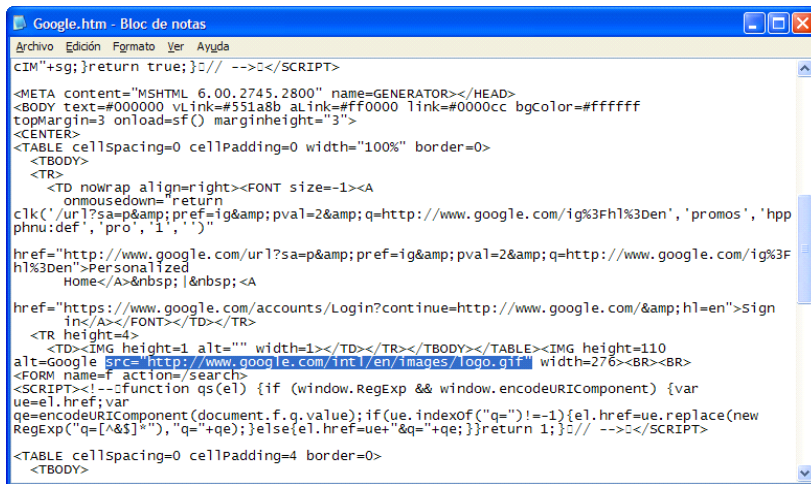 Google.htm - Bloc de notas
Archivo Edición Formato Ver Ayuda
cIM"+sg;}return true;}▯// -->▯</SCRIPT>
<META content="MSHTML 6.00.2745.2800" name=GENERATOR></HEAD>
<BODY text=#000000 vLink=#551a8b aLink=#ff0000 link=#0000cc bgColor=#ffffff
topMargin=3 onload=sf() marginheight="3">
<CENTER>
<TABLE cellSpacing=0 cellPadding=0 width="100%" border=0>
<TBODY>
<TR>
<TD noWrap align=right><FONT size=-1><A
onmousedown="return
clk('/url?sa=p&amp;pref=ig&amp;pval=2&amp;q=http://www.google.com/ig%3Fhl%3Den','promos','hpp
phnu:def','pro','1','')"
href="http://www.google.com/url?sa=p&amp;pref=ig&amp;pval=2&amp;q=http://www.google.com/ig%3F
hl%3Den">Personalized
Home</A>&nbsp;|&nbsp;<A
href="https://www.google.com/accounts/Login?continue=http://www.google.com/&amp;hl=en">Sign
in</A></FONT></TD></TR>
<TR height=4>
<TD><IMG height=1 alt="" width=1></TD></TR></TBODY></TABLE><IMG height=110
alt=Google src="http://www.google.com/intl/en/images/logo.gif" width=276><BR><BR>
<FORM name=f action=/search>
<SCRIPT><!--▯function qs(el) {if (window.RegExp && window.encodeURIComponent) {var
ue=el.href;var
qe=encodeURIComponent(document.f.q.value);if(ue.indexOf("q=")!=-1){el.href=ue.replace(new
RegExp("q=[^&$]*"),"q="+qe);}else{el.href=ue+"&q="+qe;}}return 1;}▯// -->▯</SCRIPT>
<TABLE cellSpacing=0 cellPadding=4 border=0>
<TBODY>